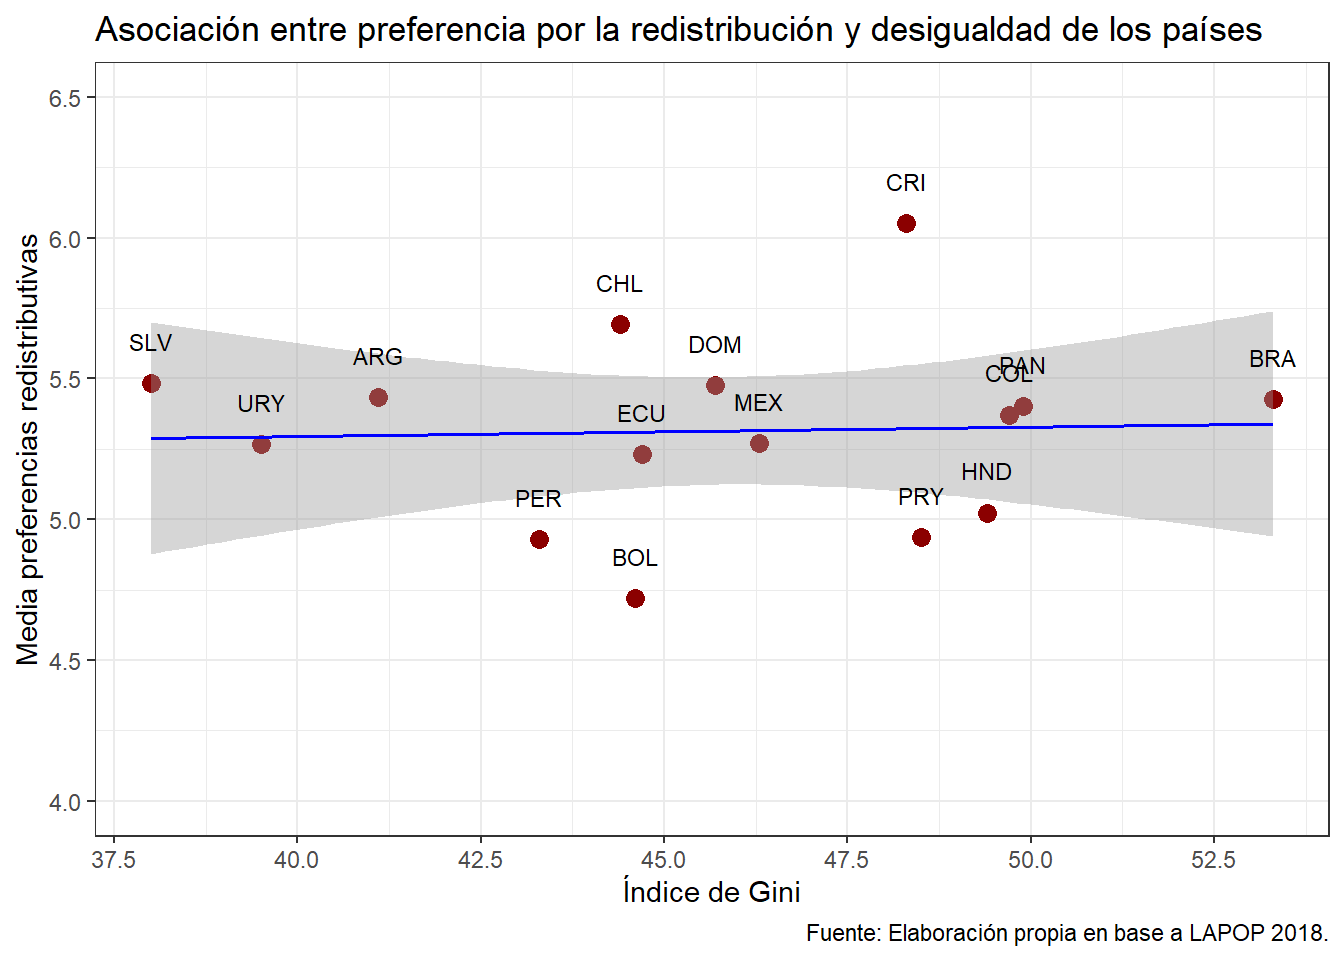 Asociación entre preferencia por la redistribución y desigualdad de los países
Media preferencias redistributivas
6.5
6.0
5.5
5.0
4.5
4.0
CRI
CHL
SLV
DOM
ARG
BRA
PAN
COL
URY
MEX
ECU
HND
PER
PRY
BOL
37.5 40.0 42.5 45.0 47.5 50.0 52.5
Índice de Gini
Fuente: Elaboración propia en base a LAPOP 2018.